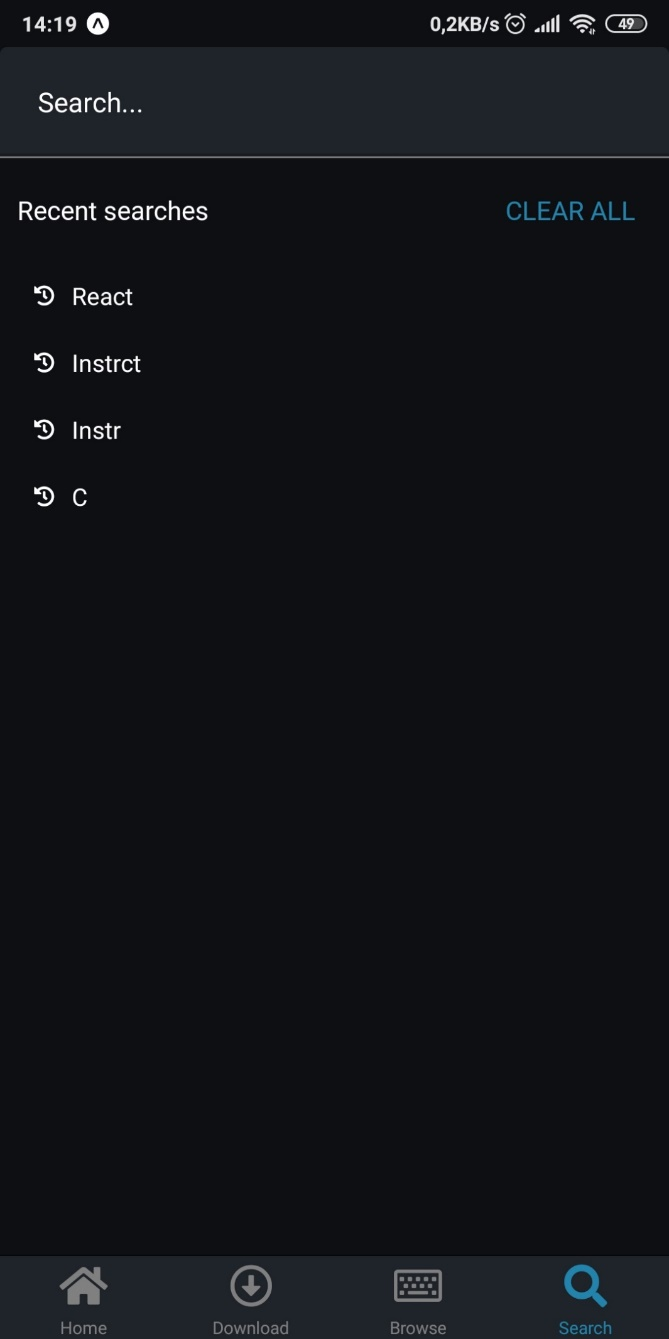 14:19 0,2KB/s 49
Search...
Recent searches CLEAR ALL
React
Instrct
Instr
C
Home Download Browse Search